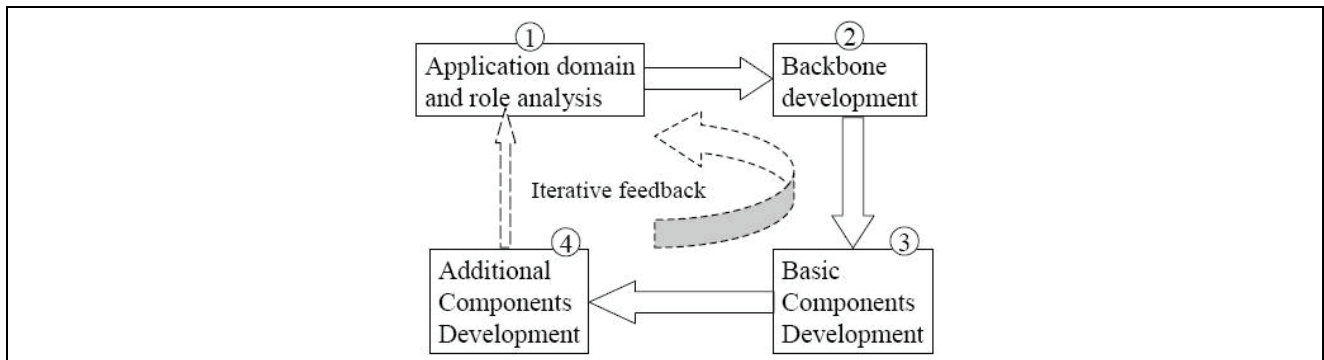 1
Application domain
and role analysis
2
Backbone
development
Iterative feedback
4
Additional
Components
Development
3
Basic
Components
Development